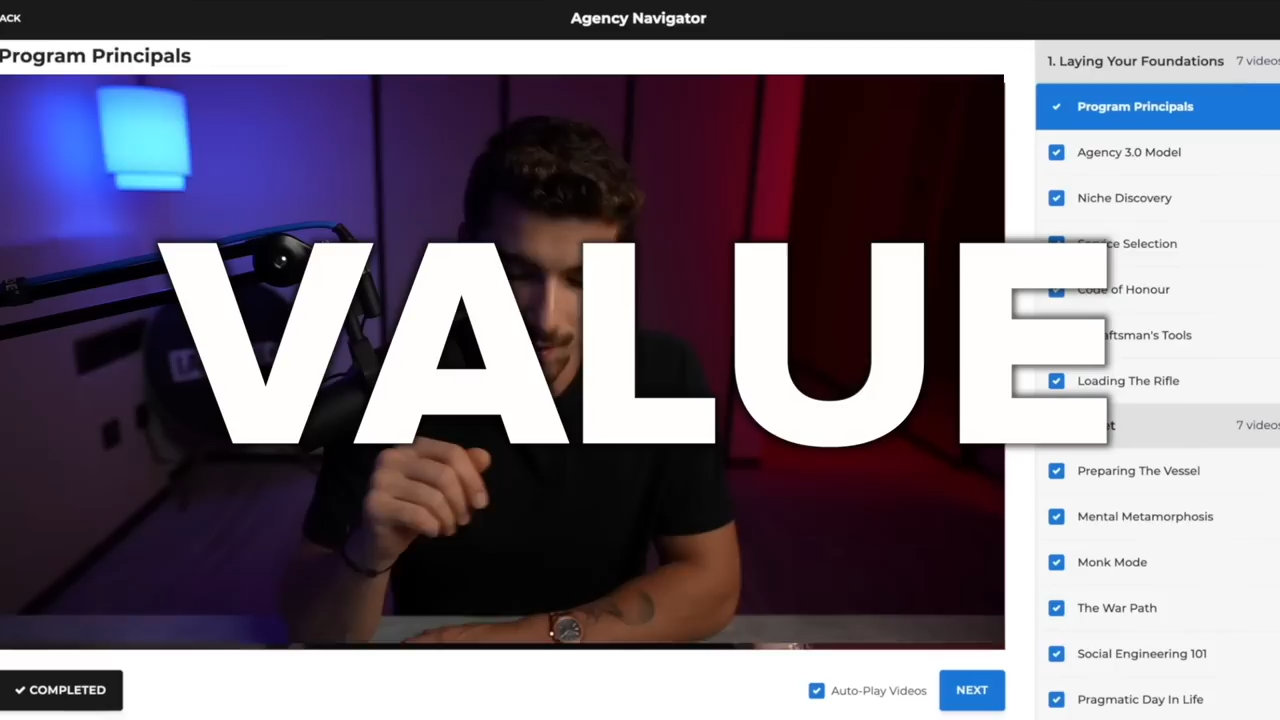 ACK
Agency Navigator
Program Principals
1. Laying Your Foundations 7 videos
Program Principals
Agency 3.0 Model
Niche Discovery
Selection
Code of Honour
Tools
Loading The Rifle
7 videos
Preparing The Vessel
Mental Metamorphosis
Monk Mode
The War Path
Social Engineering 101
Pragmatic Day In Life
VALUE
COMPLETED
Auto-Play Videos
NEXT